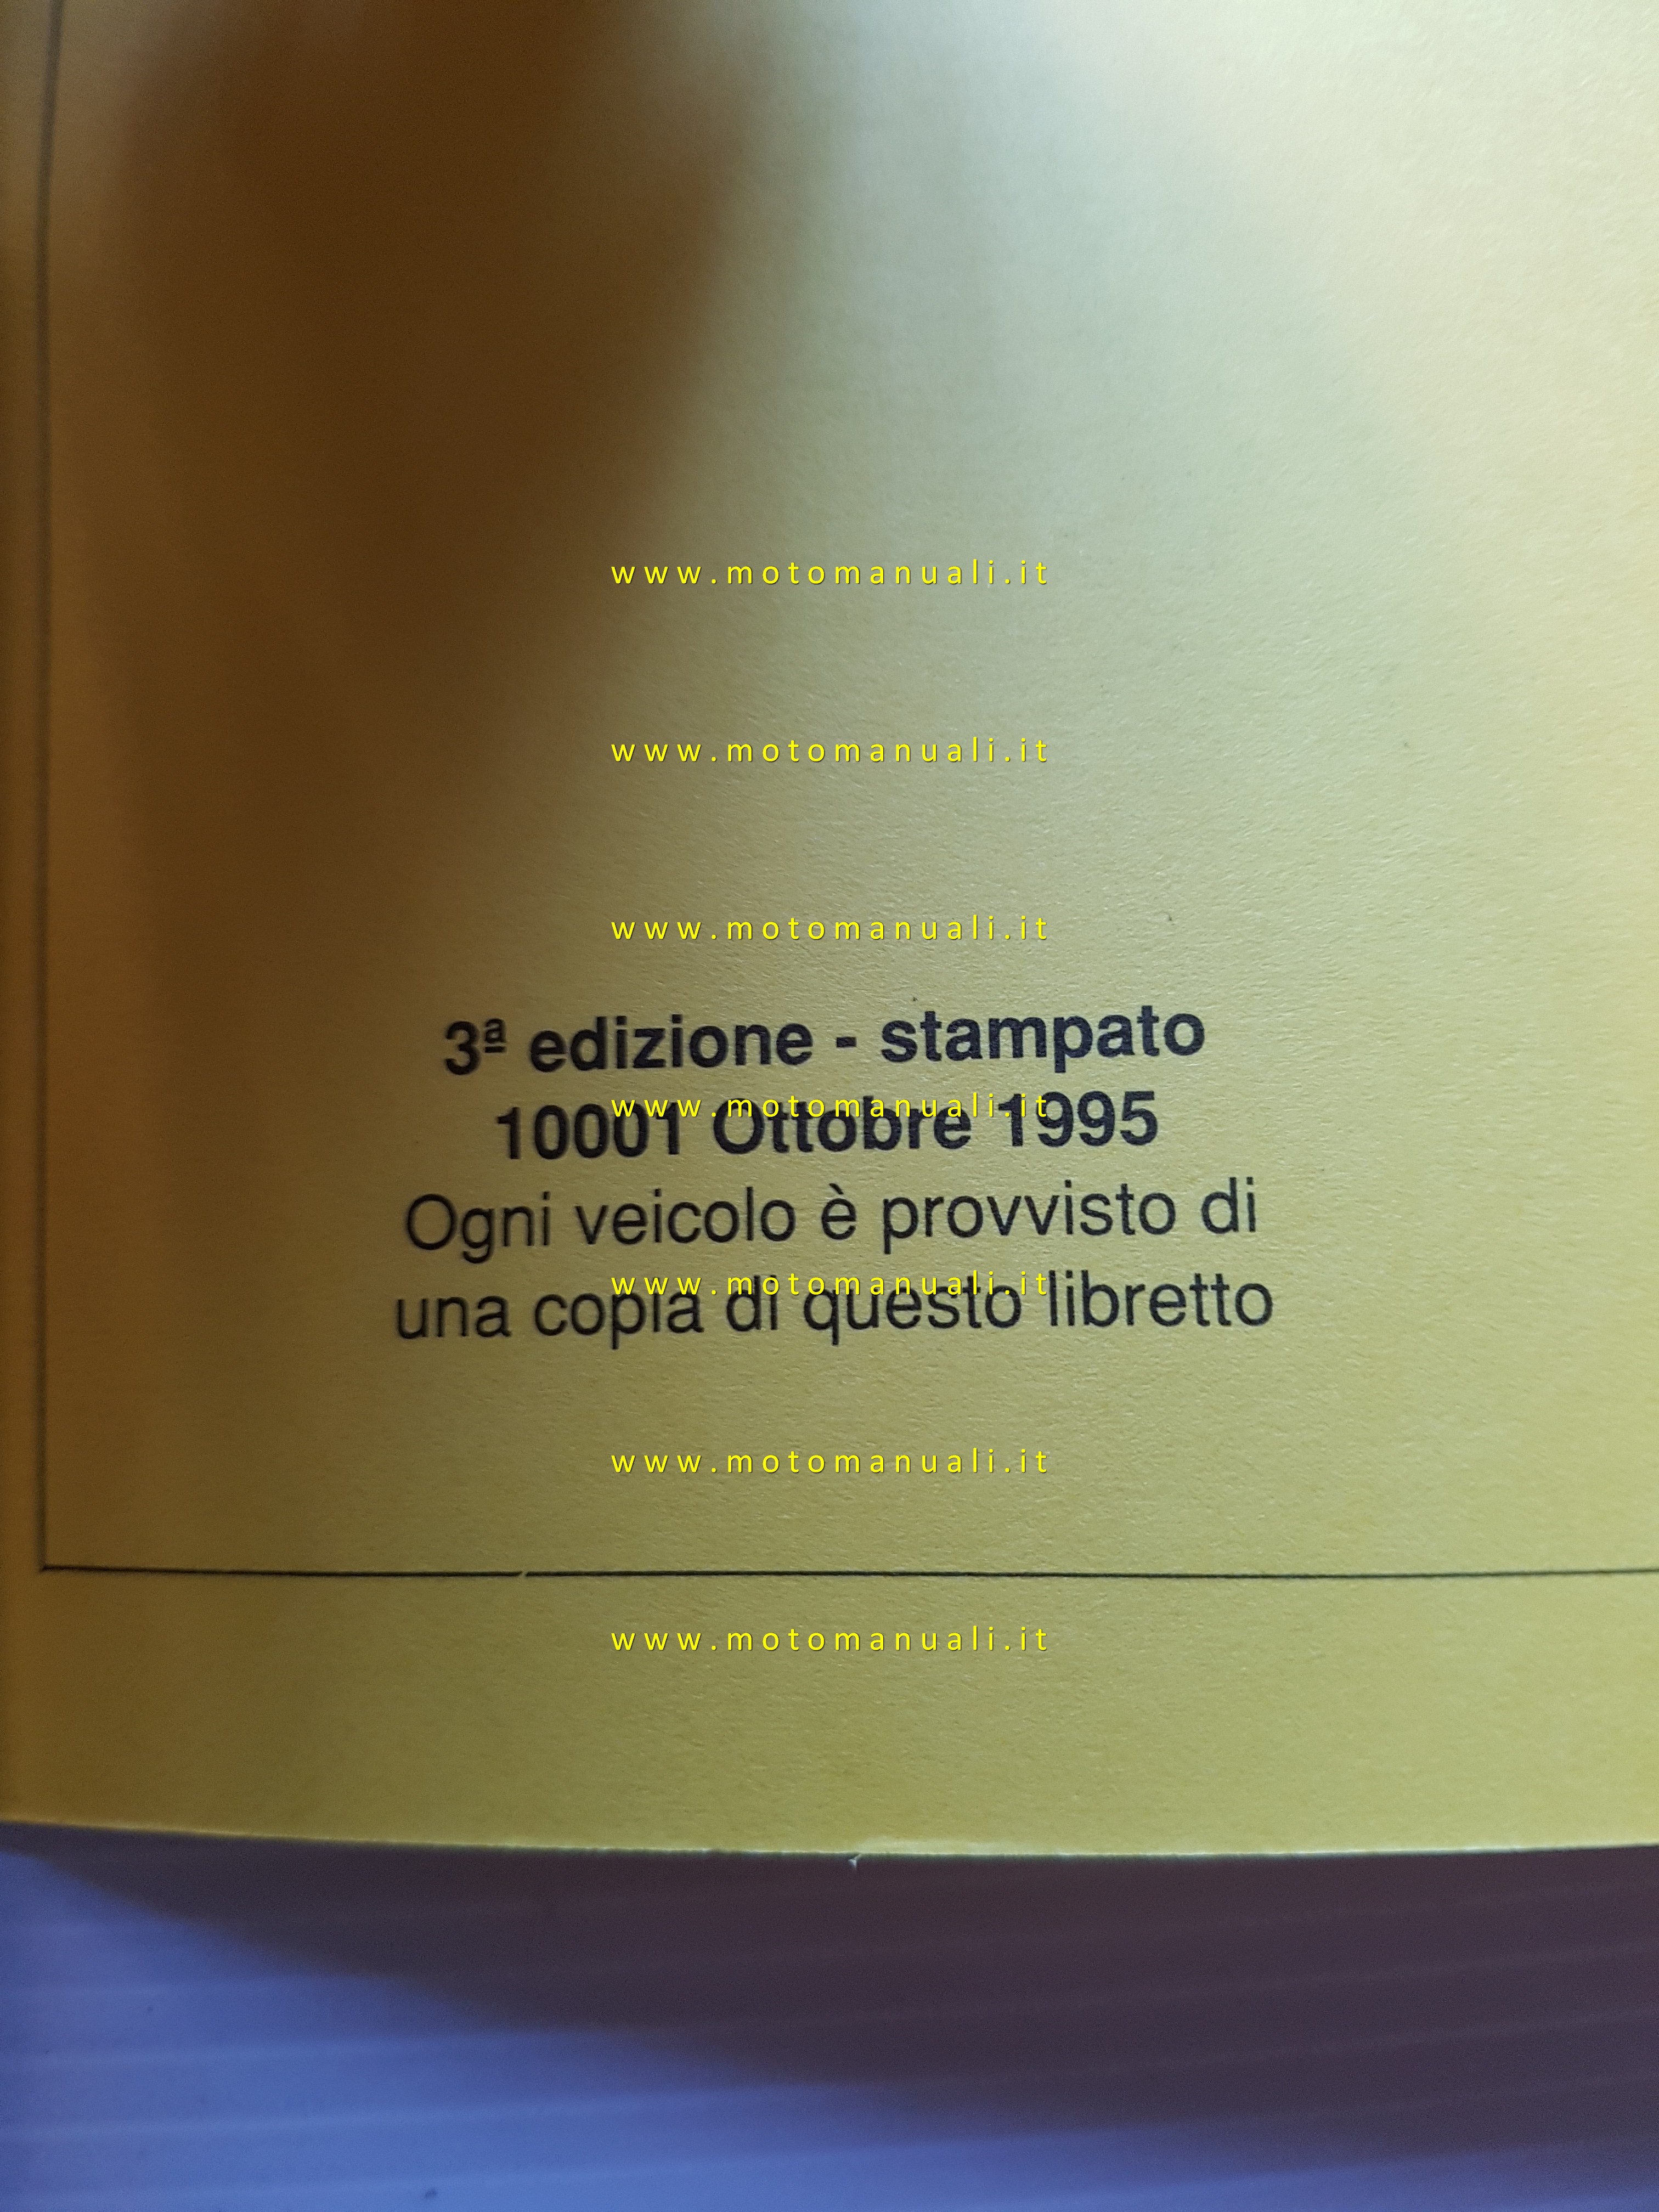 www.motomanuali.it
www.motomanuali.it
www.motomanuali.it
3ª edizione - stampato
www.motomanuali.it
10001 Ottobre 1995
Ogni veicolo è provvisto di
www.motomanuali.it
una copia di questo libretto
www.motomanuali.it
www.motomanuali.it